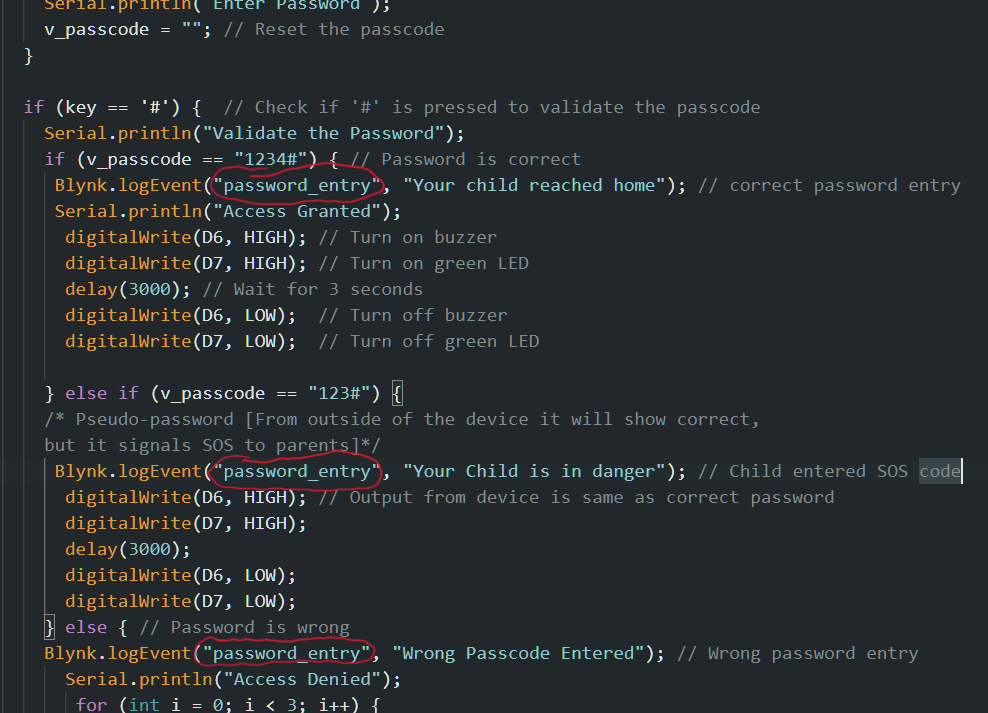 Serial.println("Enter Password");
v_passcode = ""; // Reset the passcode
}
if (key == '#') {  // Check if '#' is pressed to validate the passcode
Serial.println("Validate the Password");
if (v_passcode == "1234#") { // Password is correct
Blynk.logEvent("password_entry", "Your child reached home"); // correct password entry
Serial.println("Access Granted");
digitalWrite(D6, HIGH); // Turn on buzzer
digitalWrite(D7, HIGH); // Turn on green LED
delay(3000); // Wait for 3 seconds
digitalWrite(D6, LOW);  // Turn off buzzer
digitalWrite(D7, LOW);  // Turn off green LED
} else if (v_passcode == "123#") {
/* Pseudo-password [From outside of the device it will show correct,
but it signals SOS to parents]*/
Blynk.logEvent("password_entry", "Your Child is in danger"); // Child entered SOS code
digitalWrite(D6, HIGH); // Output from device is same as correct password
digitalWrite(D7, HIGH);
delay(3000);
digitalWrite(D6, LOW);
digitalWrite(D7, LOW);
} else { // Password is wrong
Blynk.logEvent("password_entry", "Wrong Passcode Entered"); // Wrong password entry
Serial.println("Access Denied");
for (int i = 0; i < 3; i++) {